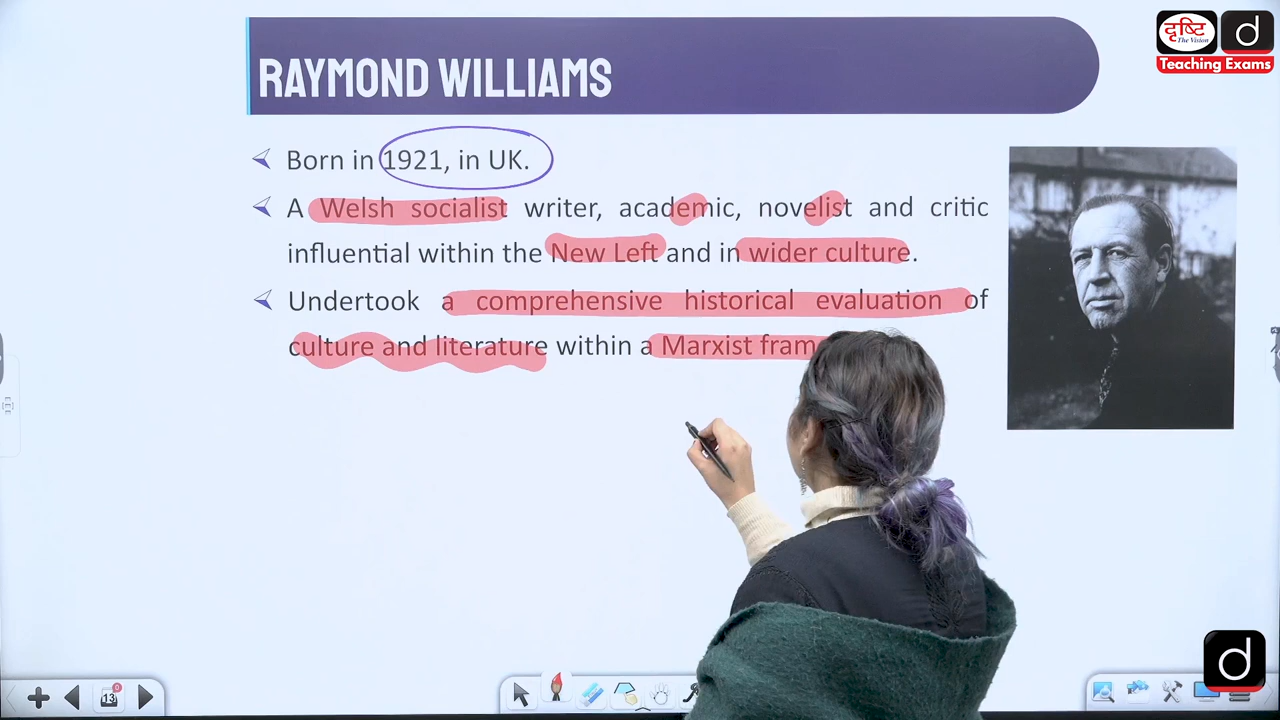 RAYMOND WILLIAMS
दृष्टि
The Vision
d
Teaching Exams
Born in 1921, in UK.
A Welsh socialist writer, academic, novelist and critic
influential within the New Left and in wider culture.
Undertook a comprehensive historical evaluation of
culture and literature within a Marxist fram
13
0
d